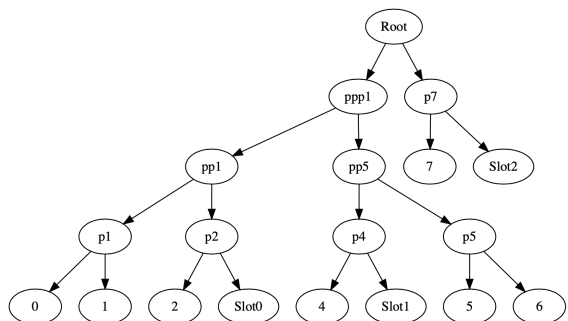 Root
ppp1 p7
pp1 pp5 7 Slot2
p1 p2 p4 p5
0 1 2 Slot0 4 Slot1 5 6